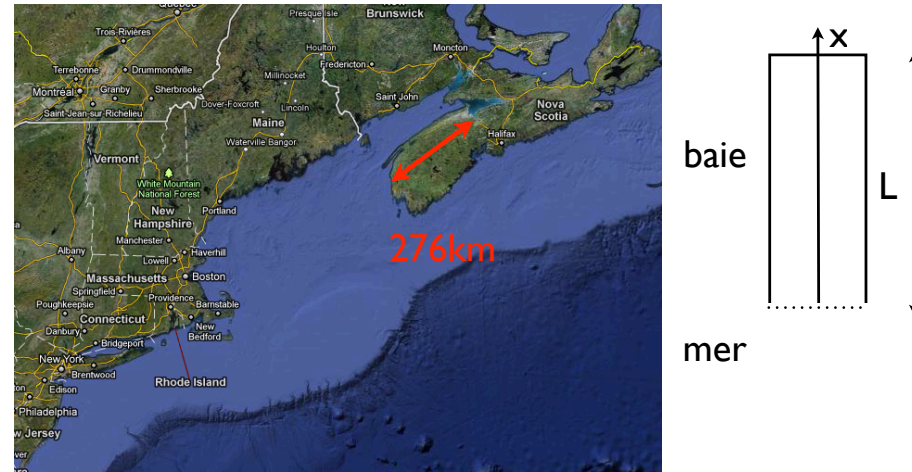 Québec
Presque Isle
New
Brunswick
Trois-Rivières
Houlton
Moncton
Fredericton
Terrebonne
Drummondville
Millinocket
Montréal
Granby
Sherbrooke
Saint John
Nova
Scotia
Saint-Jean-sur-Richelieu
Dover-Foxcroft
Lincoln
Maine
Halifax
Waterville
Bangor
Vermont
White Mountain
National Forest
New
Hampshire
Portland
276km
Manchester
Albany
Lowell
Haverhill
Massachusetts
Boston
Springfield
Poughkeepsie
Providence
Barnstable
Connecticut
New
Bedford
Danbury
Bridgeport
New York
Brentwood
Rhode Island
Edison
Philadelphia
w Jersey
x
baie
L
mer